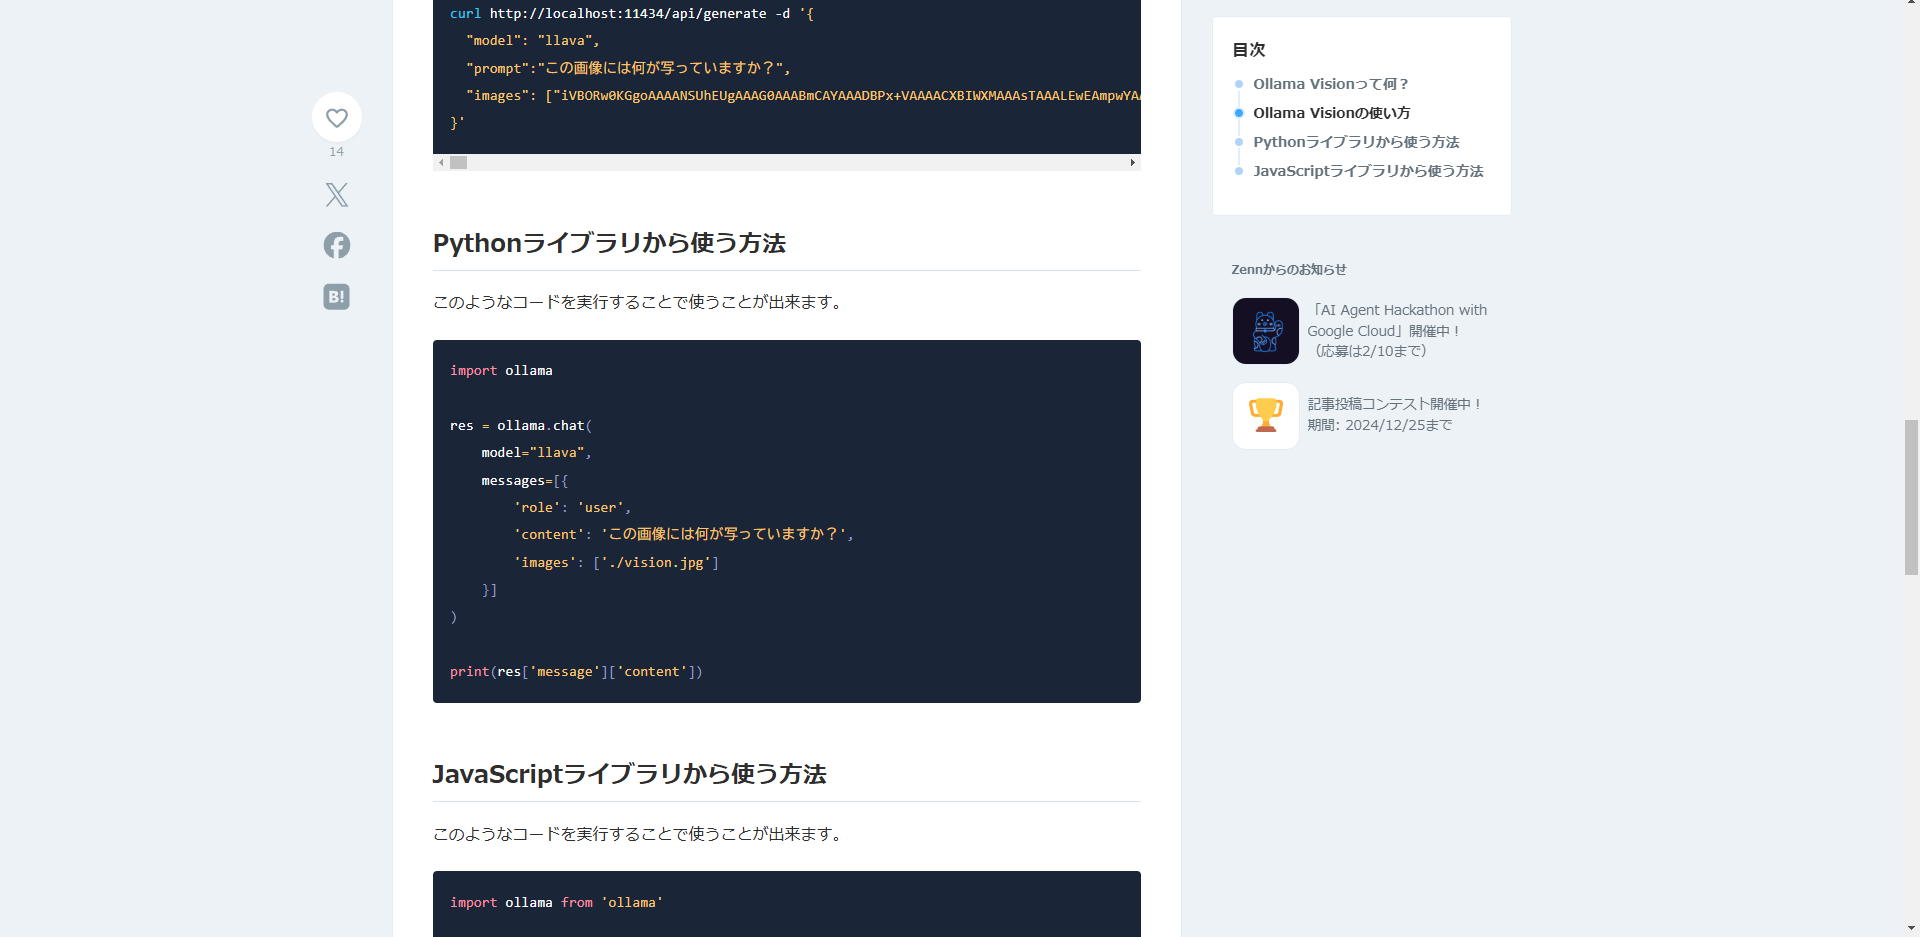 curl http://localhost:11434/api/generate -d '{
"model": "llava",
"prompt":"この画像には何が写っていますか？",
"images": ["iVBORw0KGgoAAAANSUhEUgAAAG0AAABmCAYAAADBPx+VAAAACXBIWXMAAAsTAAALEwEAmpwYAA
}'
14
B!
Pythonライブラリから使う方法
このようなコードを実行することで使うことが出来ます。
import ollama
res = ollama.chat(
model="llava",
messages=[{
'role': 'user',
'content': 'この画像には何が写っていますか？',
'images': ['./vision.jpg']
}]
)
print(res['message']['content'])
JavaScriptライブラリから使う方法
このようなコードを実行することで使うことが出来ます。
import ollama from 'ollama'
目次
Ollama Visionって何？
Ollama Visionの使い方
Pythonライブラリから使う方法
JavaScriptライブラリから使う方法
Zennからのお知らせ
「AI Agent Hackathon with
Google Cloud」開催中！
（応募は2/10まで）
記事投稿コンテスト開催中！
期間: 2024/12/25まで